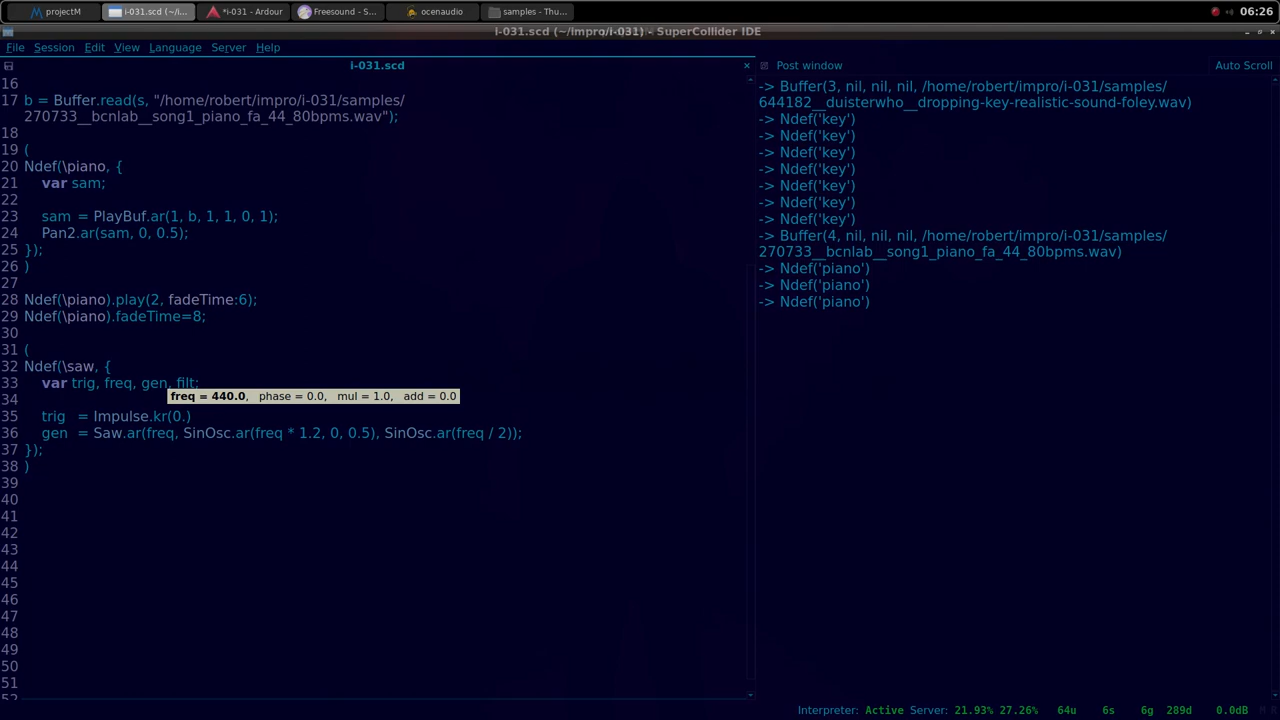 projectM
i-031.scd (~/i...
*i-031 - Ardour
Freesound - S...
ocenaudio
samples - Thu...
06:26
i-031.scd (~/impro/i-031) - SuperCollider IDE
File Session Edit View Language Server Help
i-031.scd
Post window
Auto Scroll
16
17 b = Buffer.read(s, "/home/robert/impro/i-031/samples/
270733__bcnlab__song1_piano_fa_44_80bpms.wav");
18
19 (
20 Ndef(\piano, {
21 var sam;
22
23 sam = PlayBuf.ar(1, b, 1, 1, 0, 1);
24 Pan2.ar(sam, 0, 0.5);
25 });
26 )
27
28 Ndef(\piano).play(2, fadeTime:6);
29 Ndef(\piano).fadeTime=8;
30
31 (
32 Ndef(\saw, {
33 var trig, freq, gen, filt;
freq = 440.0, phase = 0.0, mul = 1.0, add = 0.0
34
35 trig = Impulse.kr(0.)
36 gen = Saw.ar(freq, SinOsc.ar(freq * 1.2, 0, 0.5), SinOsc.ar(freq / 2));
37 });
38 )
39
40
41
42
43
44
45
46
47
48
49
50
51
52
-> Buffer(3, nil, nil, nil, /home/robert/impro/i-031/samples/
644182__duisterwho__dropping-key-realistic-sound-foley.wav)
-> Ndef('key')
-> Ndef('key')
-> Ndef('key')
-> Ndef('key')
-> Ndef('key')
-> Ndef('key')
-> Ndef('key')
-> Buffer(4, nil, nil, nil, /home/robert/impro/i-031/samples/
270733__bcnlab__song1_piano_fa_44_80bpms.wav)
-> Ndef('piano')
-> Ndef('piano')
-> Ndef('piano')
Interpreter: Active Server: 21.93% 27.26% 64u 6s 6g 289d 0.0dB M R